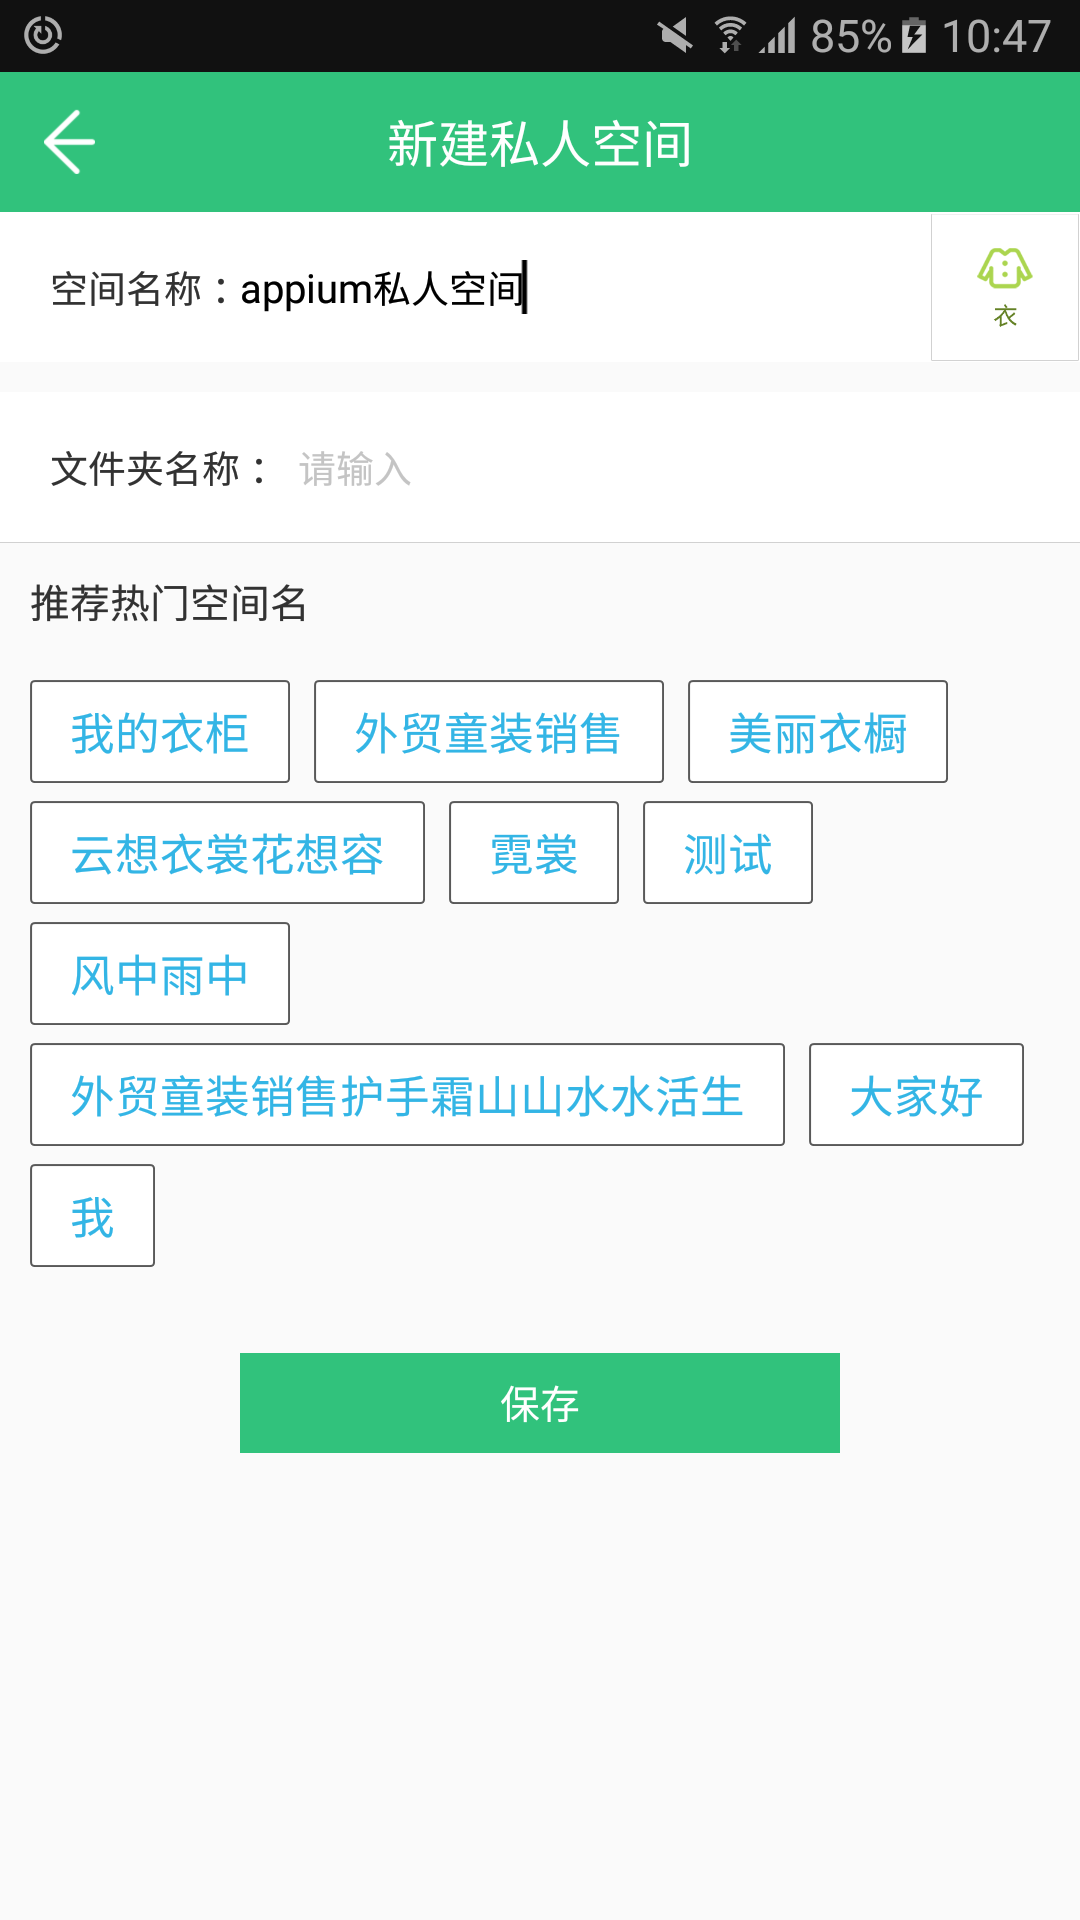 85% 10:47
新建私人空间
空间名称：appium私人空间
衣
文件夹名称： 请输入
推荐热门空间名
我的衣柜 外贸童装销售 美丽衣橱
云想衣裳花想容 霓裳 测试
风中雨中
外贸童装销售护手霜山山水水活生 大家好
我
保存